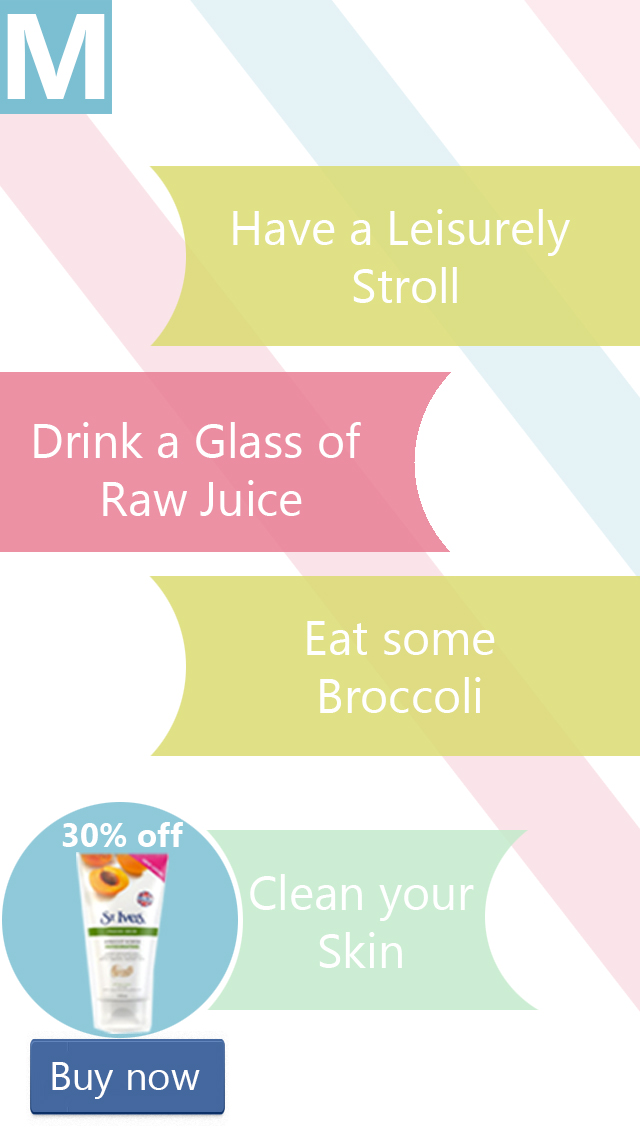 M
Have a Leisurely
Stroll
Drink a Glass of
Raw Juice
Eat some
Broccoli
30% off
St. Ives
Clean your
Skin
Buy now